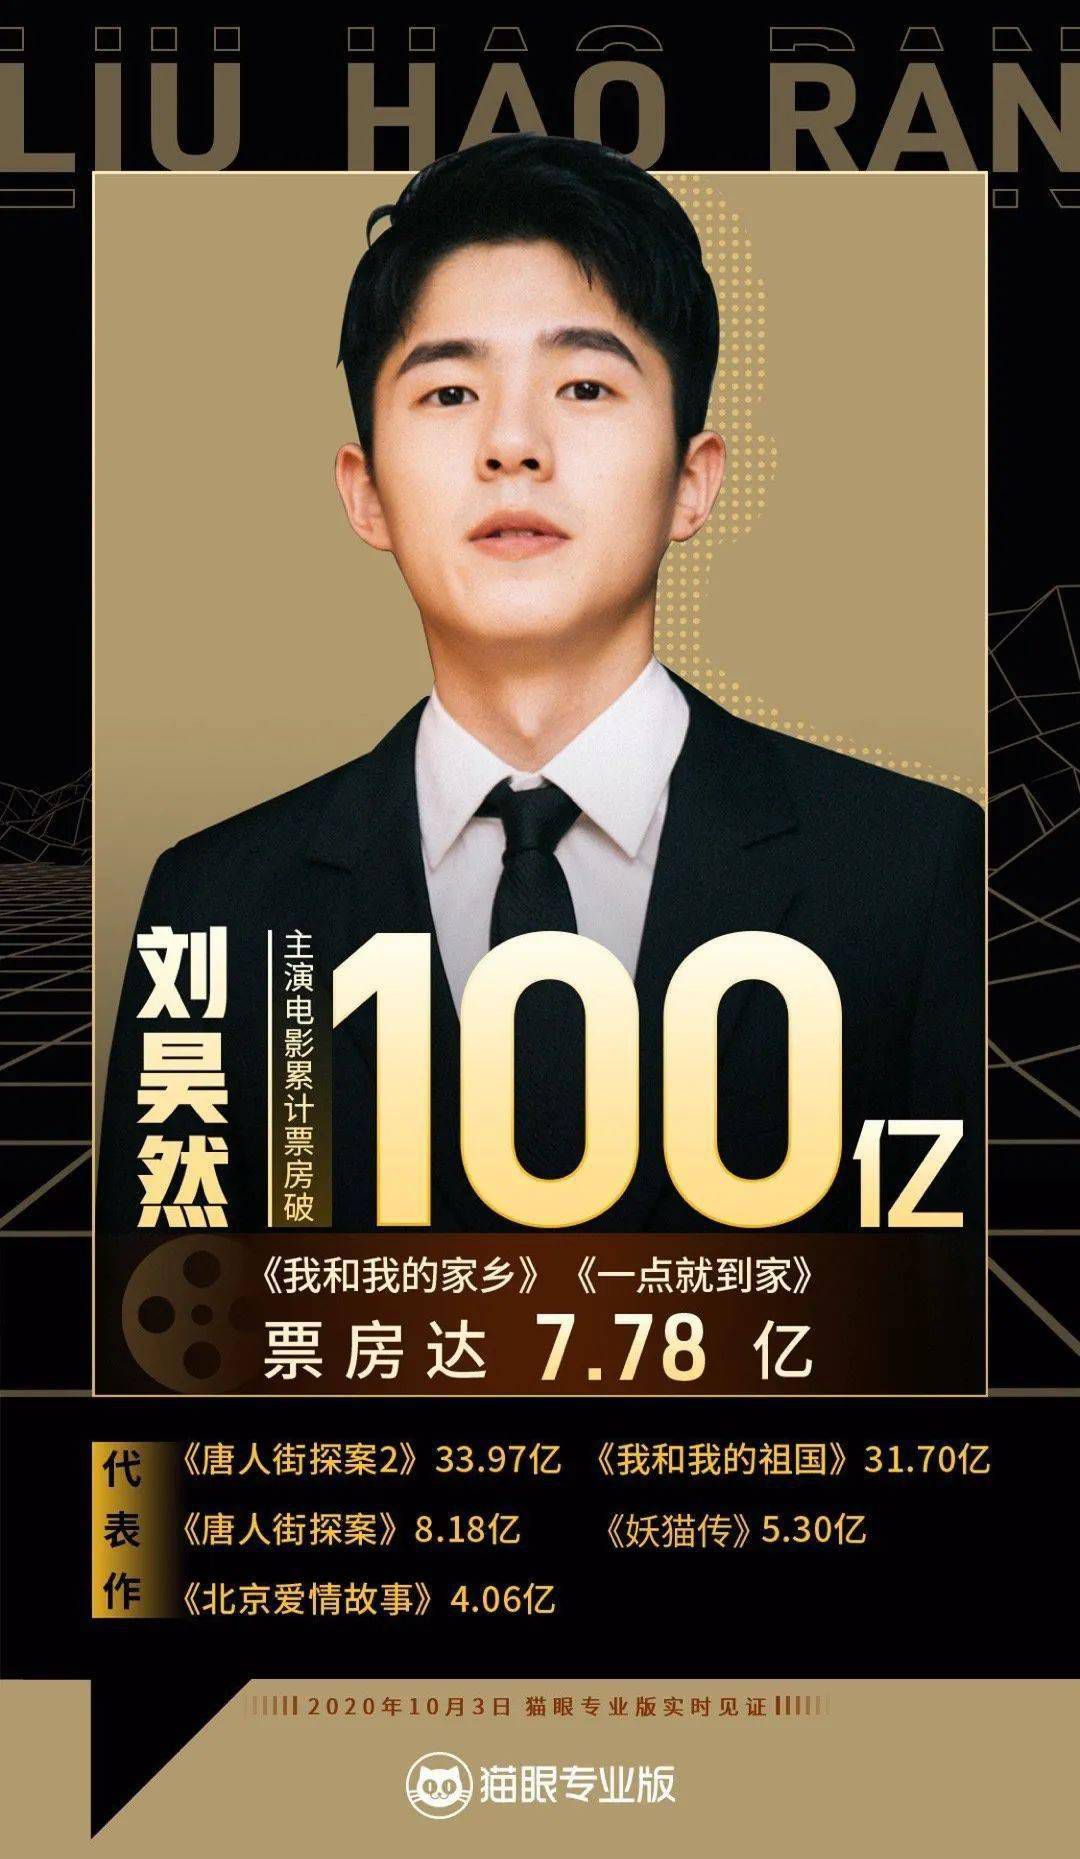 LIU HAO RAN
刘昊然
主演电影累计票房破
100亿
《我和我的家乡》《一点就到家》
票房达 7.78 亿
代表作
《唐人街探案2》33.97亿 《我和我的祖国》31.70亿
《唐人街探案》8.18亿 《妖猫传》5.30亿
《北京爱情故事》4.06亿
2020年10月3日 猫眼专业版实时见证
猫眼专业版